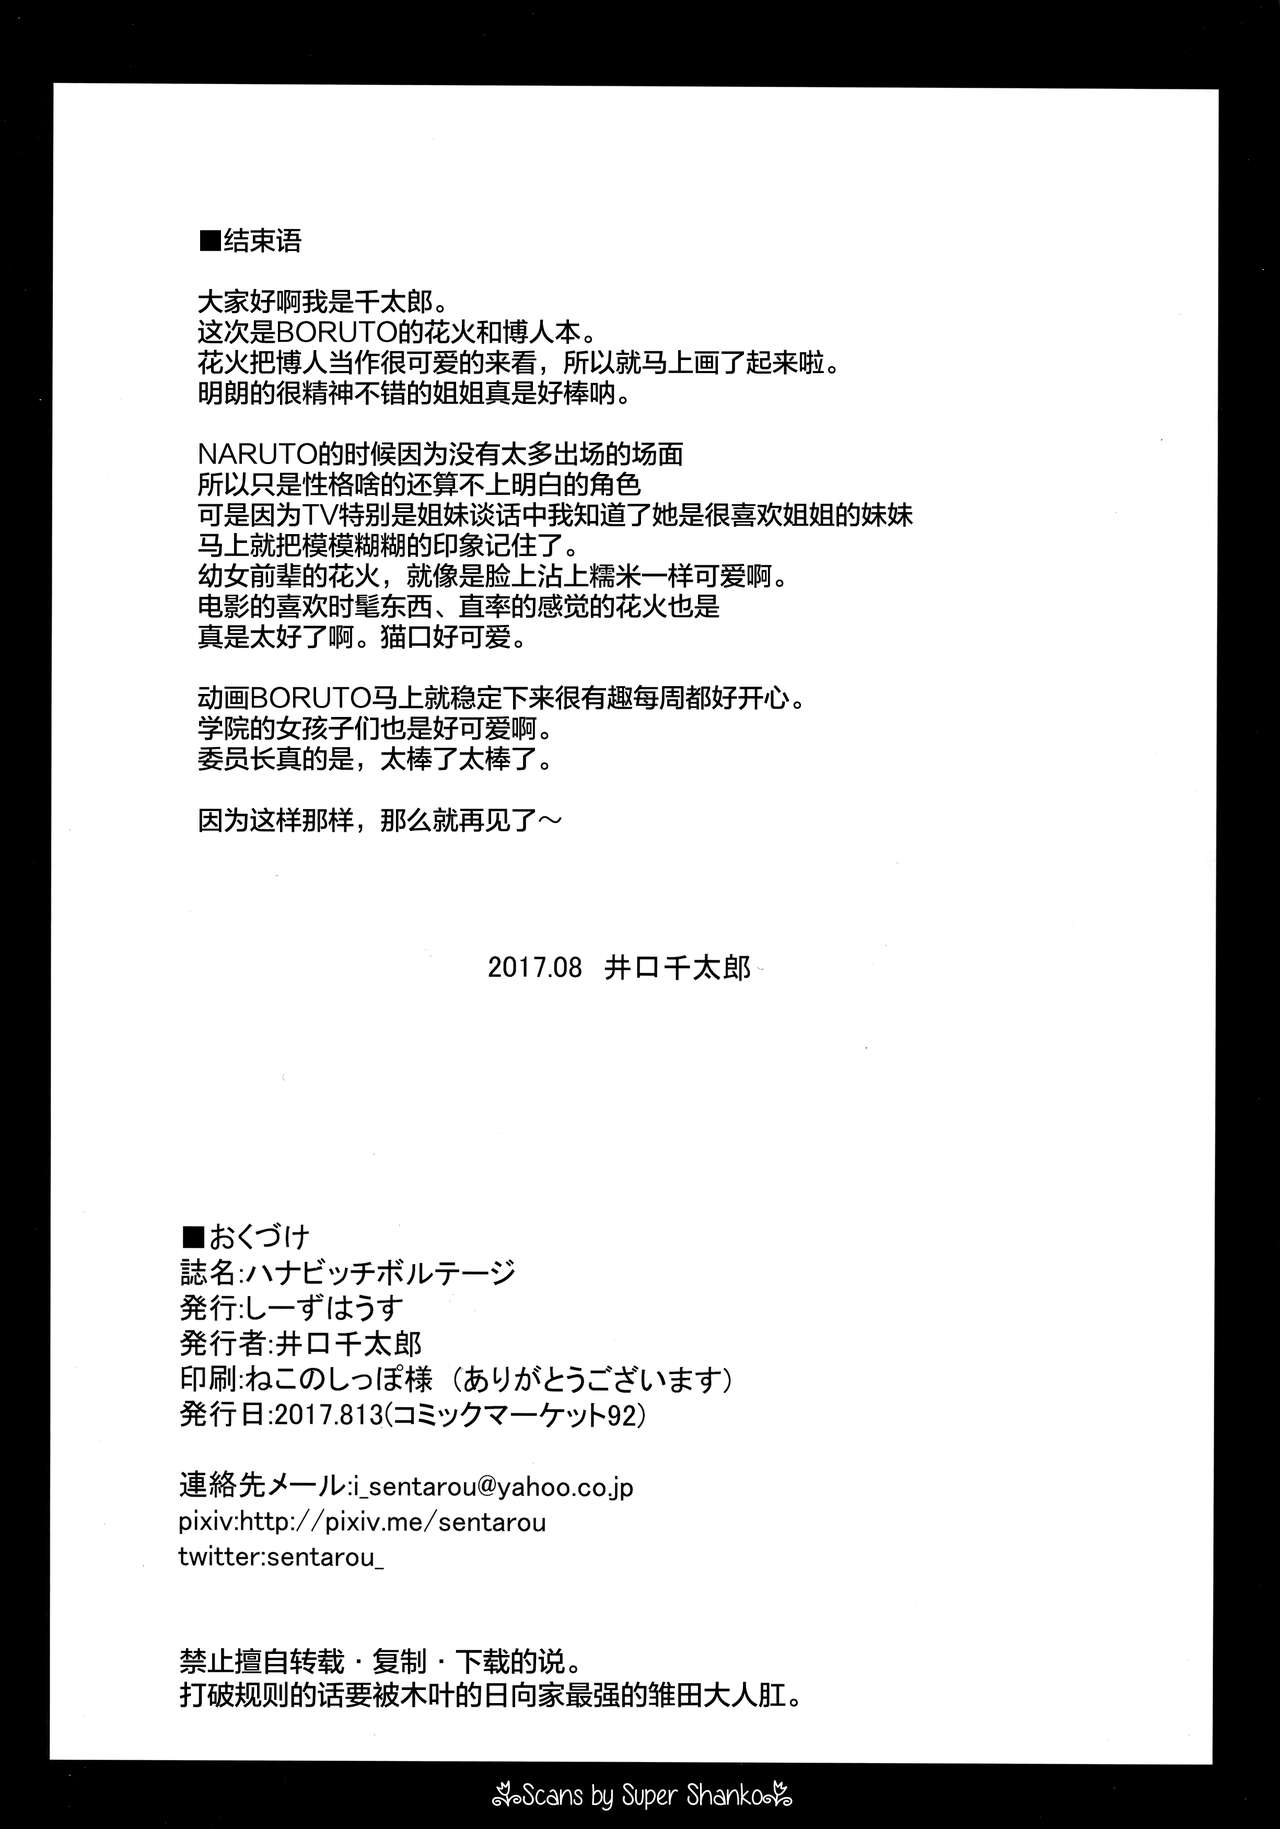 ■结束语
大家好啊我是千太郎。
这次是BORUTO的花火和博人本。
花火把博人当作很可爱的来看，所以就马上画了起来啦。
明朗的很精神不错的姐姐真是好棒呐。
NARUTO的时候因为没有太多出场的场面
所以只是性格啥的还算不上明白的角色
可是因为TV特别是姐妹谈话中我知道了她是很喜欢姐姐的妹妹
马上就把模模糊糊的印象记住了。
幼女前辈的花火，就像是脸上沾上糯米一样可爱啊。
电影的喜欢时髦东西、直率的感觉的花火也是
真是太好了啊。猫口好可爱。
动画BORUTO马上就稳定下来很有趣每周都好开心。
学院的女孩子们也是好可爱啊。
委员长真的是，太棒了太棒了。
因为这样那样，那么就再见了～
2017.08 井口千太郎
■おくづけ
誌名:ハナビッチボルテージ
発行:しーずはうす
発行者:井口千太郎
印刷:ねこのしっぽ様（ありがとうございます）
発行日:2017.813(コミックマーケット92)
連絡先メール:i_sentarou@yahoo.co.jp
pixiv:http://pixiv.me/sentarou
twitter:sentarou_
禁止擅自转载·复制·下载的说。
打破规则的话要被木叶的日向家最强的雏田大人肛。
Scans by Super Shanko